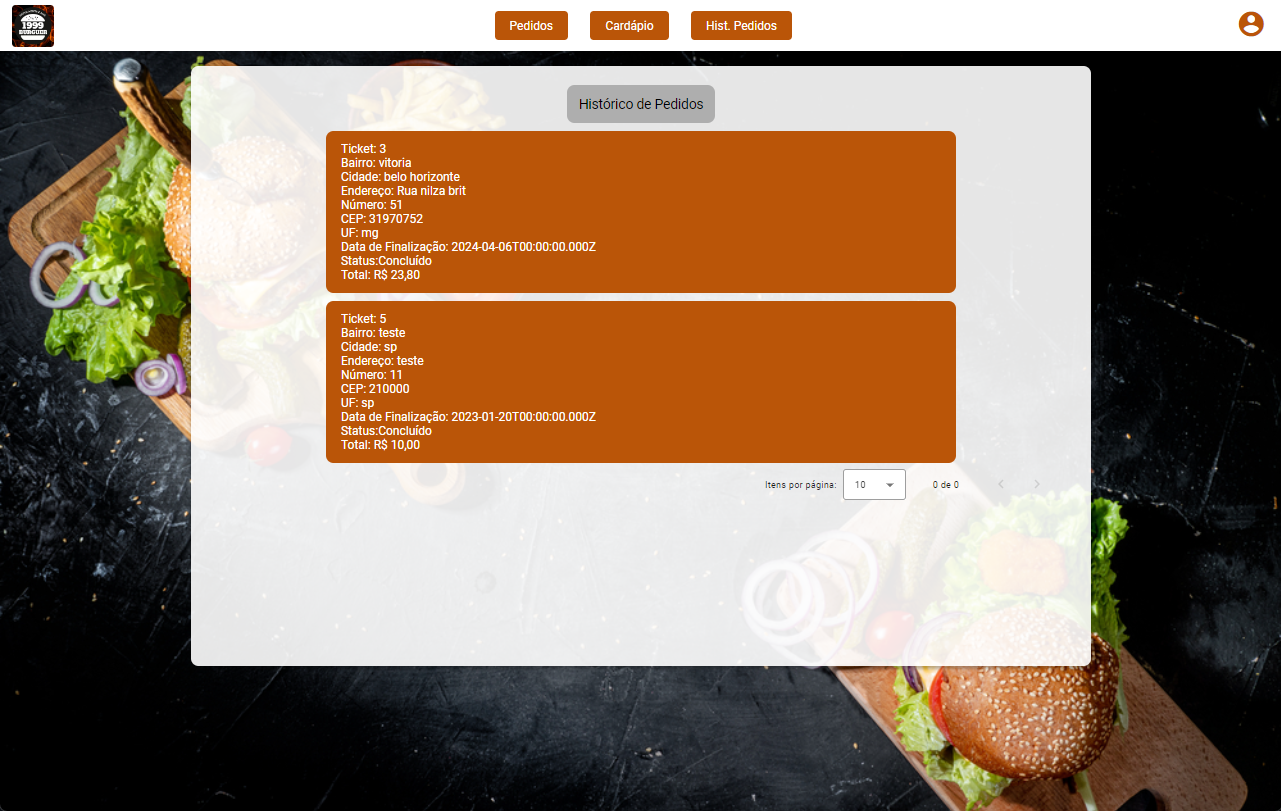 1999
BURGUER
Pedidos
Cardápio
Hist. Pedidos
Histórico de Pedidos
Ticket: 3
Bairro: vitoria
Cidade: belo horizonte
Endereço: Rua nilza brit
Número: 51
CEP: 31970752
UF: mg
Data de Finalização: 2024-04-06T00:00:00.000Z
Status:Concluído
Total: R$ 23,80
Ticket: 5
Bairro: teste
Cidade: sp
Endereço: teste
Número: 11
CEP: 210000
UF: sp
Data de Finalização: 2023-01-20T00:00:00.000Z
Status:Concluído
Total: R$ 10,00
Itens por página: 10 0 de 0